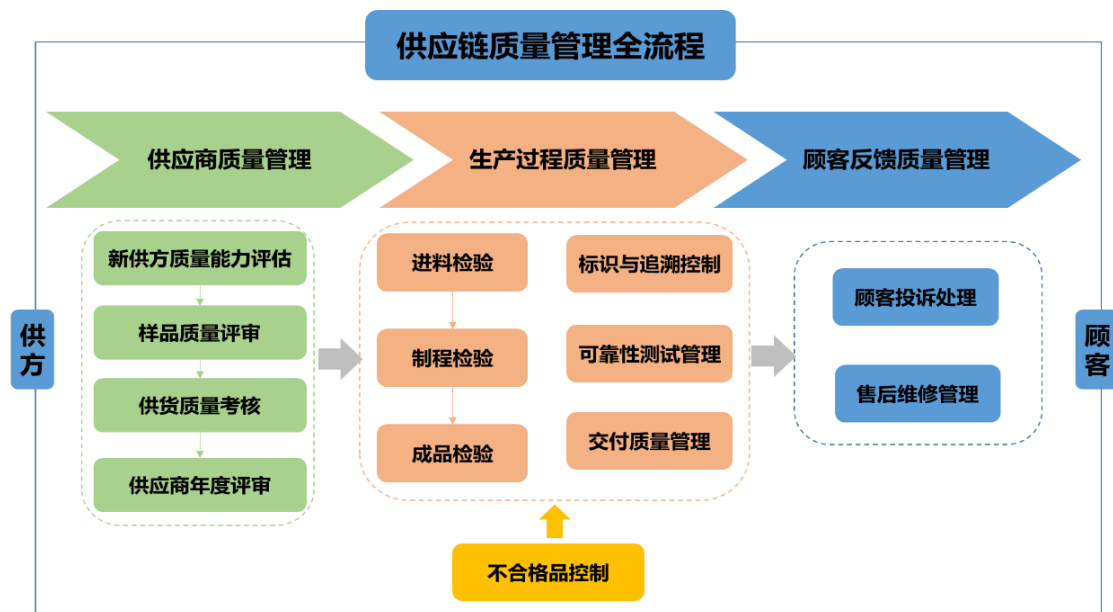 供应链质量管理全流程
供应商质量管理
生产过程质量管理
顾客反馈质量管理
供方
新供方质量能力评估
样品质量评审
供货质量考核
供应商年度评审
进料检验
制程检验
成品检验
标识与追溯控制
可靠性测试管理
交付质量管理
不合格品控制
顾客投诉处理
售后维修管理
顾客